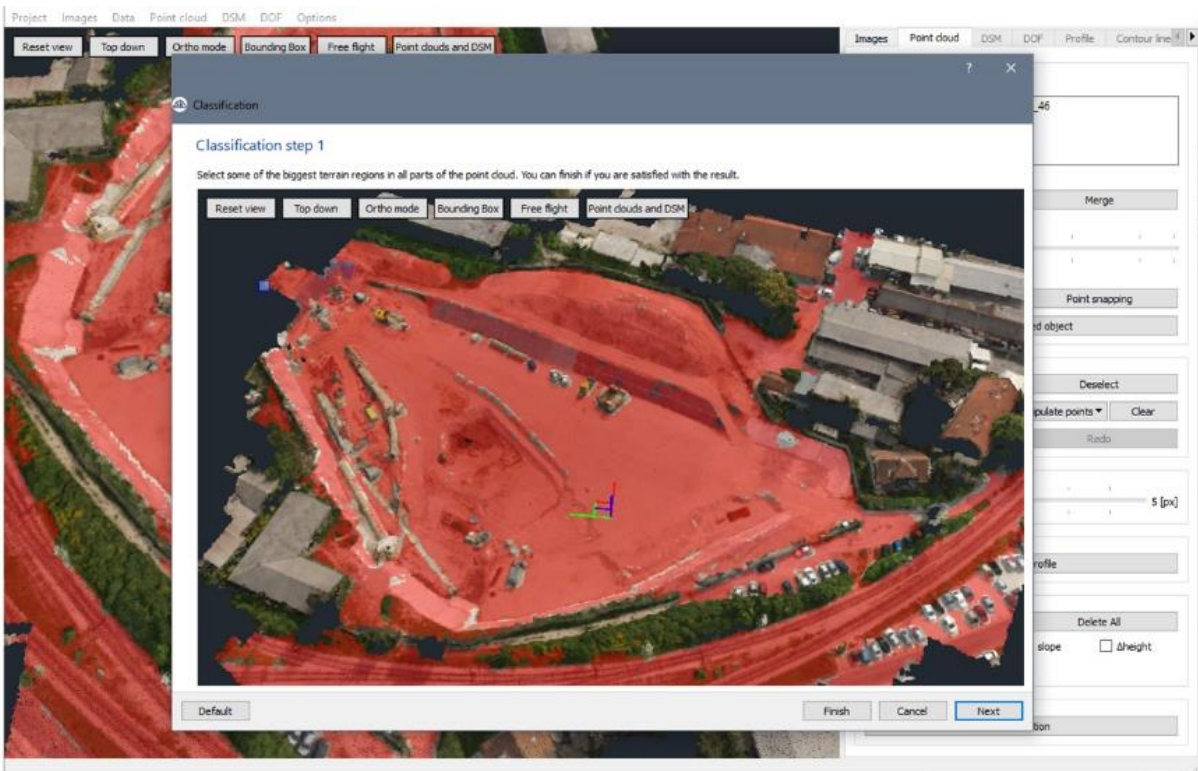 Project Images Data Point cloud DSM DOF Options
Reset view Top down Ortho mode Bounding Box Free flight Point clouds and DSM
Images Point cloud DSM DOF Profile Contour line
? ×
Classification
_46
Classification step 1
Select some of the biggest terrain regions in all parts of the point cloud. You can finish if you are satisfied with the result.
Reset view Top down Ortho mode Bounding Box Free flight Point clouds and DSM
Merge
Point snapping
ed object
Deselect
pulate points Clear
Redo
5 [px]
rofile
Delete All
slope Δheight
Default Finish Cancel Next
tion